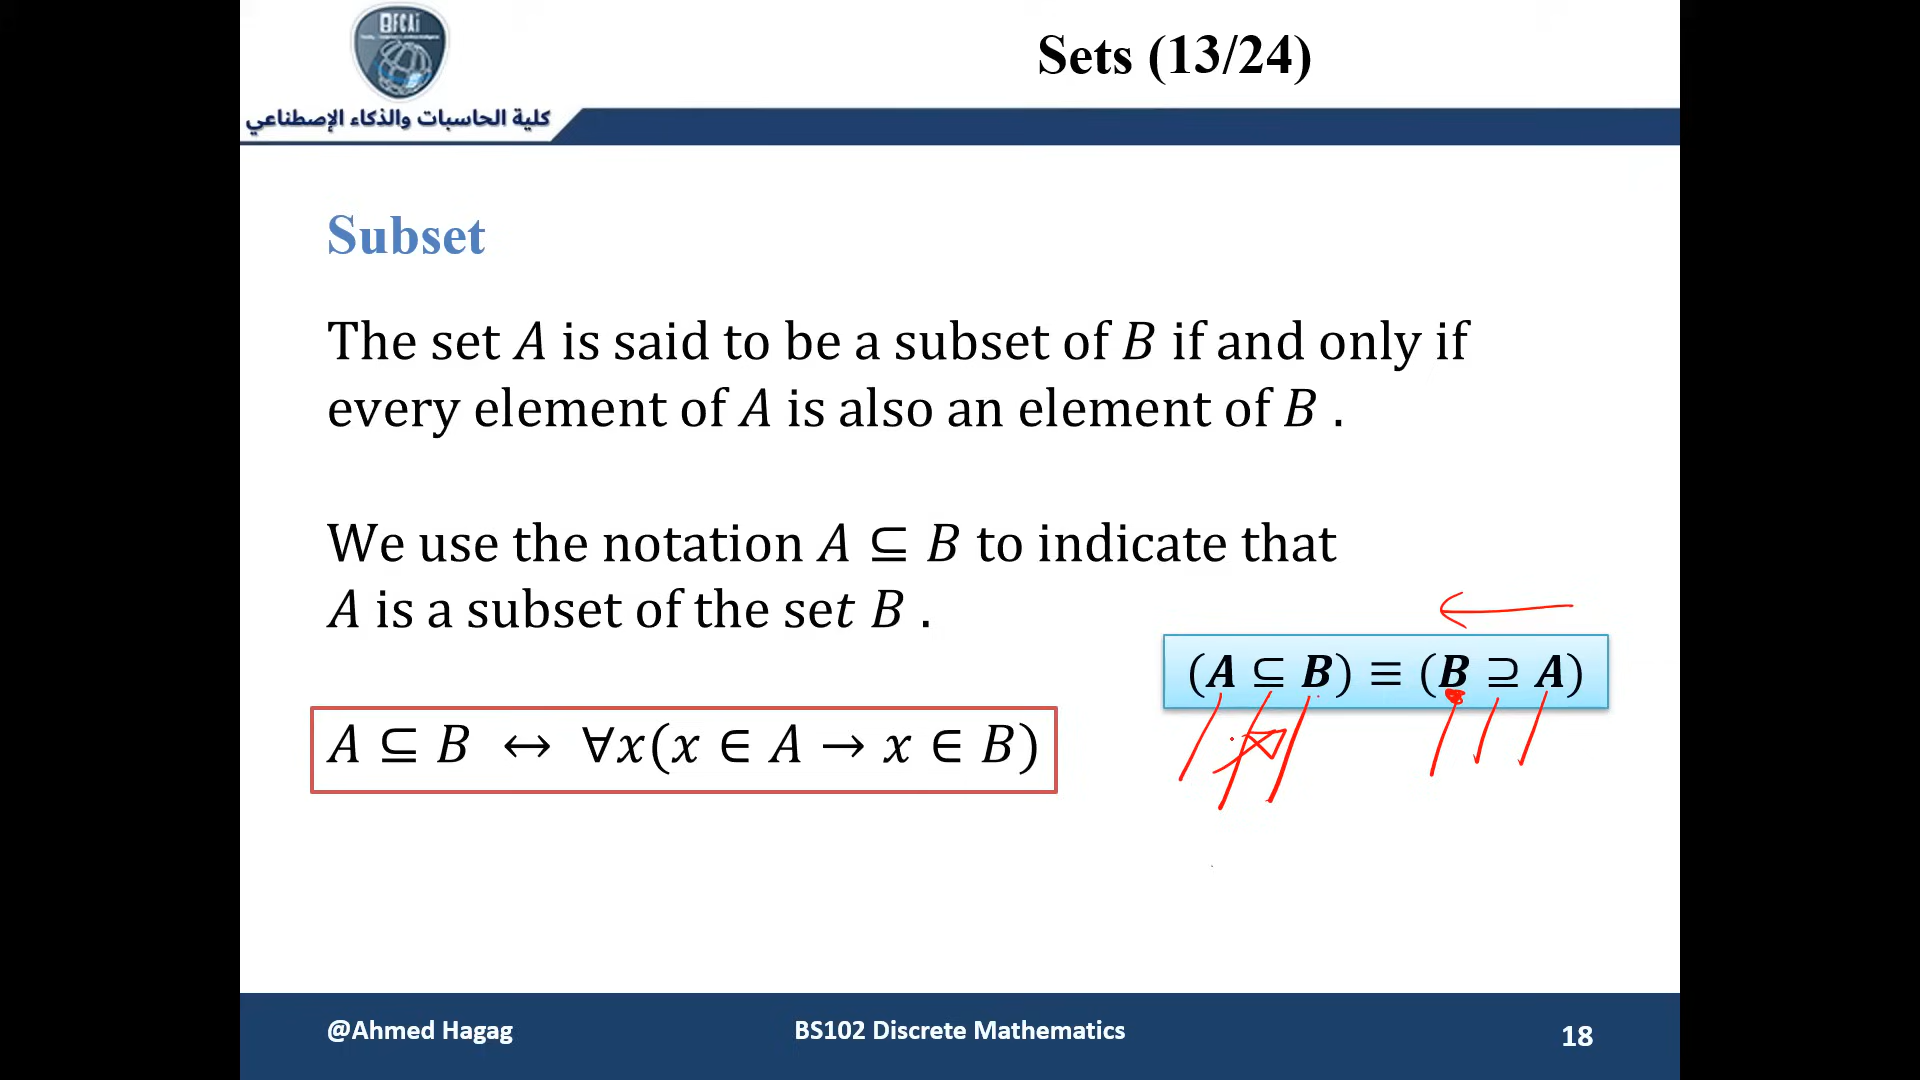 BFCAi
كلية الحاسبات والذكاء الإصطناعي
Sets (13/24)
Subset
The set A is said to be a subset of B if and only if
every element of A is also an element of B .
We use the notation A ⊆ B to indicate that
A is a subset of the set B .
(A ⊆ B) ≡ (B ⊇ A)
A ⊆ B ↔ ∀x(x ∈ A → x ∈ B)
@Ahmed Hagag
BS102 Discrete Mathematics
18